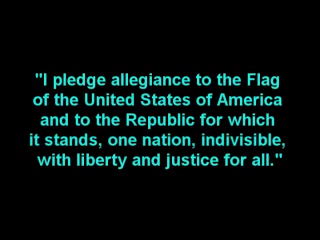 "I pledge allegiance to the Flag
of the United States of America
and to the Republic for which
it stands, one nation, indivisible,
with liberty and justice for all."